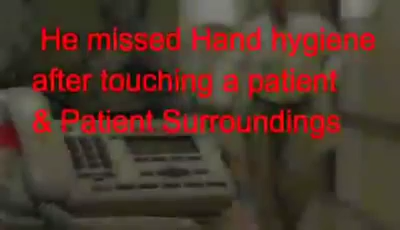 He missed Hand hygiene
after touching a patient
& Patient Surroundings